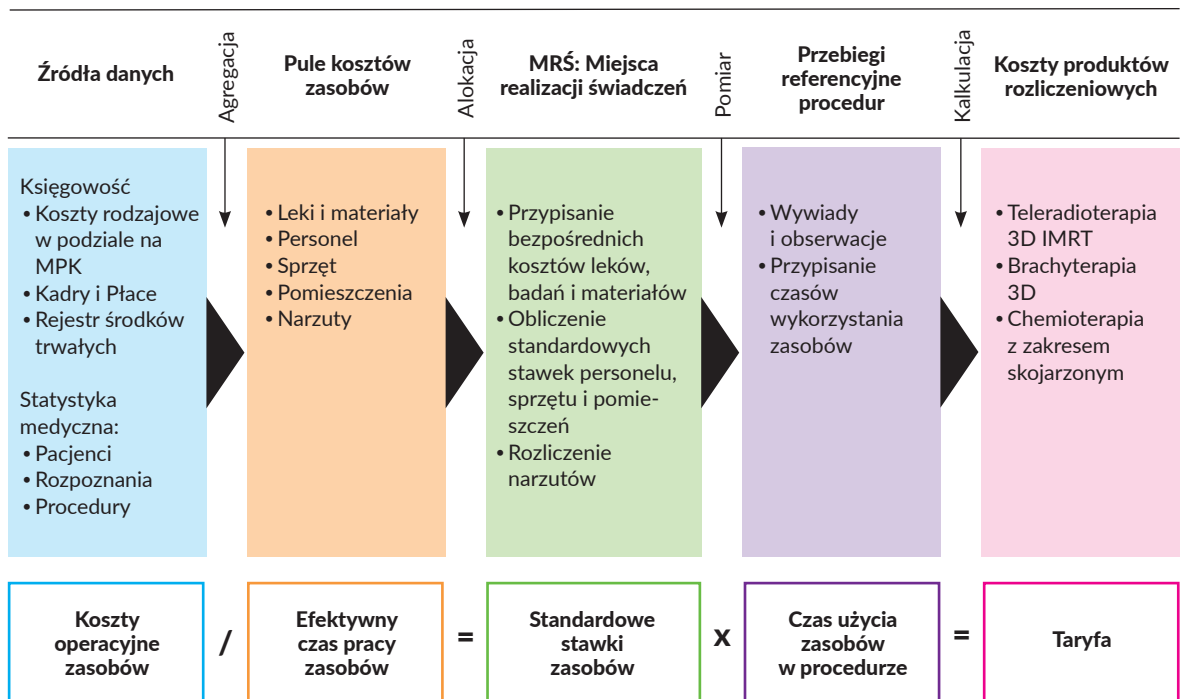 Źródła danych
Agregacja
Pule kosztów
zasobów
Alokacja
MRŚ: Miejsca
realizacji świadczeń
Pomiar
Przebiegi
referencyjne
procedur
Kalkulacja
Koszty produktów
rozliczeniowych
Księgowość
• Koszty rodzajowe
w podziale na
MPK
• Kadry i Płace
• Rejestr środków
trwałych
Statystyka
medyczna:
• Pacjenci
• Rozpoznania
• Procedury
• Leki i materiały
• Personel
• Sprzęt
• Pomieszczenia
• Narzuty
• Przypisanie
bezpośrednich
kosztów leków,
badań i materiałów
• Obliczenie
standardowych
stawek personelu,
sprzętu i pomie-
szczeń
• Rozliczenie
narzutów
• Wywiady
i obserwacje
• Przypisanie
czasów
wykorzystania
zasobów
• Teleradioterapia
3D IMRT
• Brachyterapia
3D
• Chemioterapia
z zakresem
skojarzonym
Koszty
operacyjne
zasobów
/
Efektywny
czas pracy
zasobów
=
Standardowe
stawki
zasobów
x
Czas użycia
zasobów
w procedurze
=
Taryfa